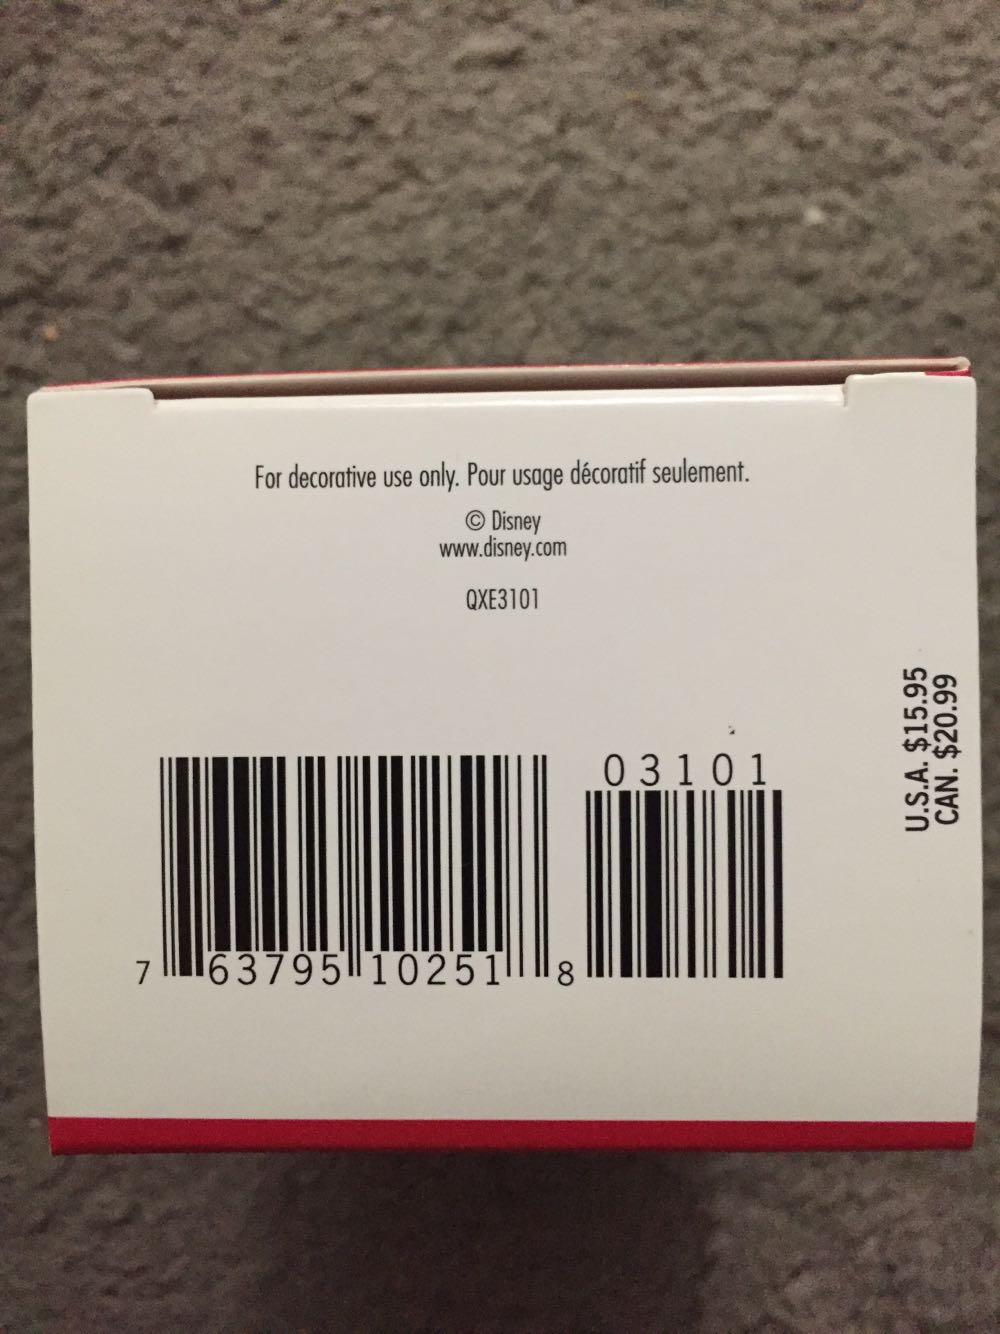 For decorative use only. Pour usage décoratif seulement.
© Disney
www.disney.com
QXE3101
U.S.A. $15.95
CAN. $20.99
03101
7 63795 10251 8